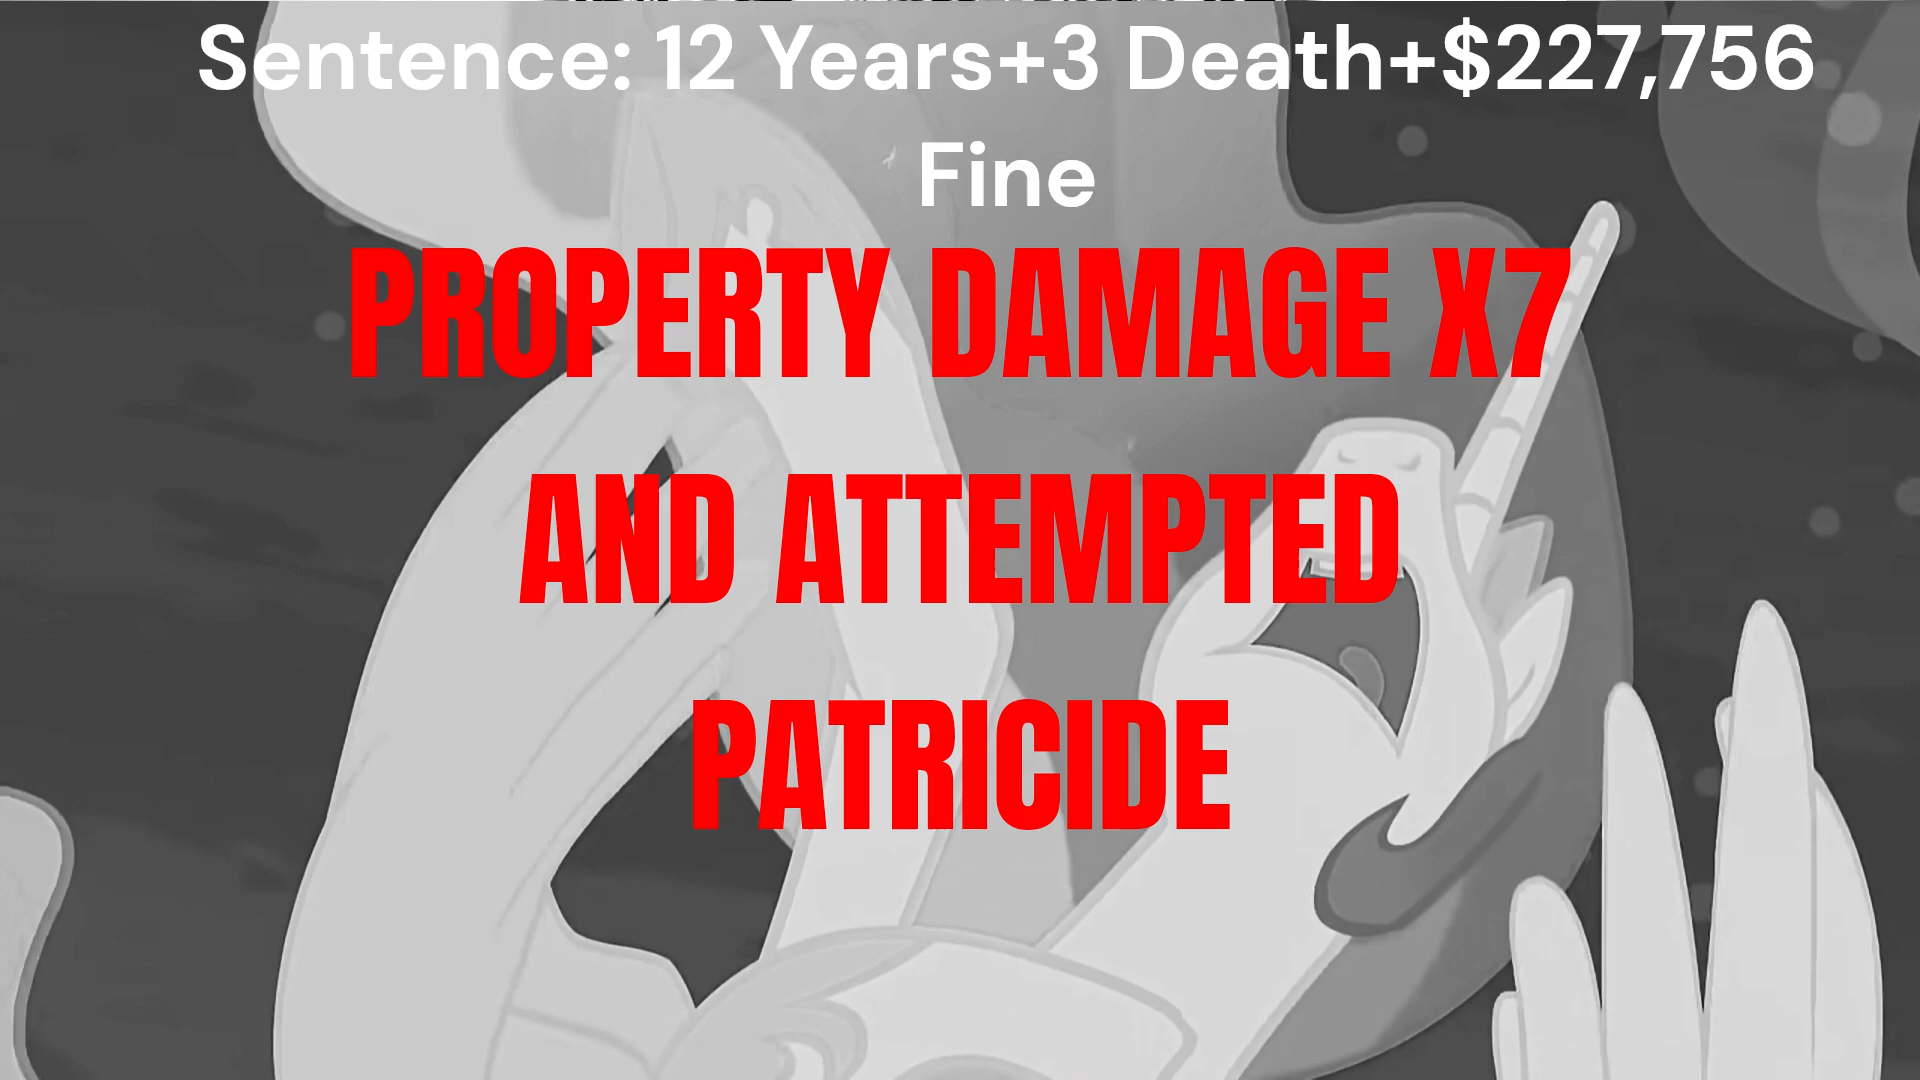 Sentence: 12 Years+3 Death+$227,756
Fine
PROPERTY DAMAGE X7
AND ATTEMPTED
PATRICIDE